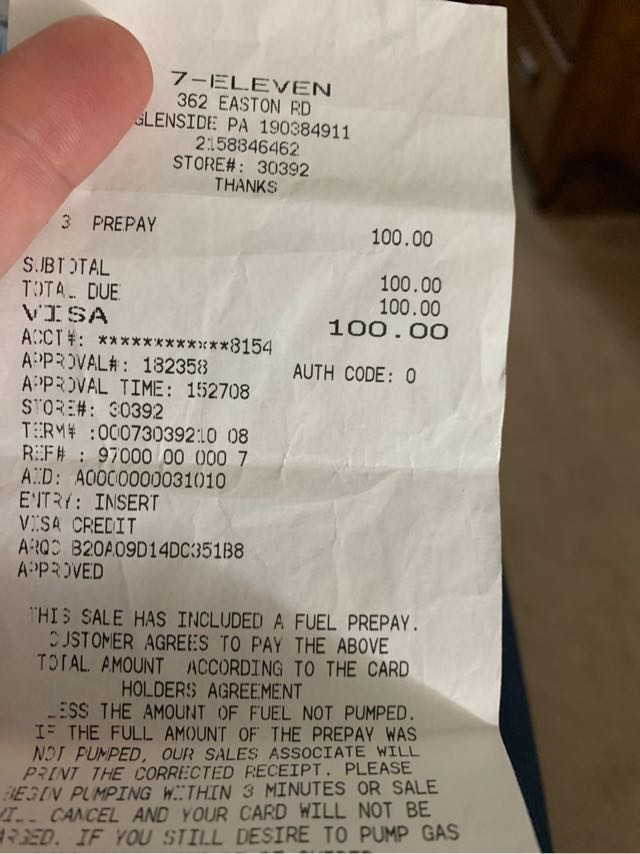 7-ELEVEN
362 EASTON RD
GLENSIDE PA 190384911
2158846462
STORE#: 30392
THANKS
3 PREPAY 100.00
SUBTOTAL 100.00
TOTAL DUE 100.00
VISA 100.00
ACCT#: ************8154
APPROVAL#: 182358 AUTH CODE: 0
APPROVAL TIME: 152708
STORE#: 30392
TERM# :00073039210 08
REF# : 97000 00 000 7
AID: A0000000031010
ENTRY: INSERT
VISA CREDIT
ARQC B20A09D14DC351B8
APPROVED
THIS SALE HAS INCLUDED A FUEL PREPAY.
CUSTOMER AGREES TO PAY THE ABOVE
TOTAL AMOUNT ACCORDING TO THE CARD
HOLDERS AGREEMENT
LESS THE AMOUNT OF FUEL NOT PUMPED.
IF THE FULL AMOUNT OF THE PREPAY WAS
NOT PUMPED, OUR SALES ASSOCIATE WILL
PRINT THE CORRECTED RECEIPT. PLEASE
BEGIN PUMPING WITHIN 3 MINUTES OR SALE
WILL CANCEL AND YOUR CARD WILL NOT BE
CHARGED. IF YOU STILL DESIRE TO PUMP GAS